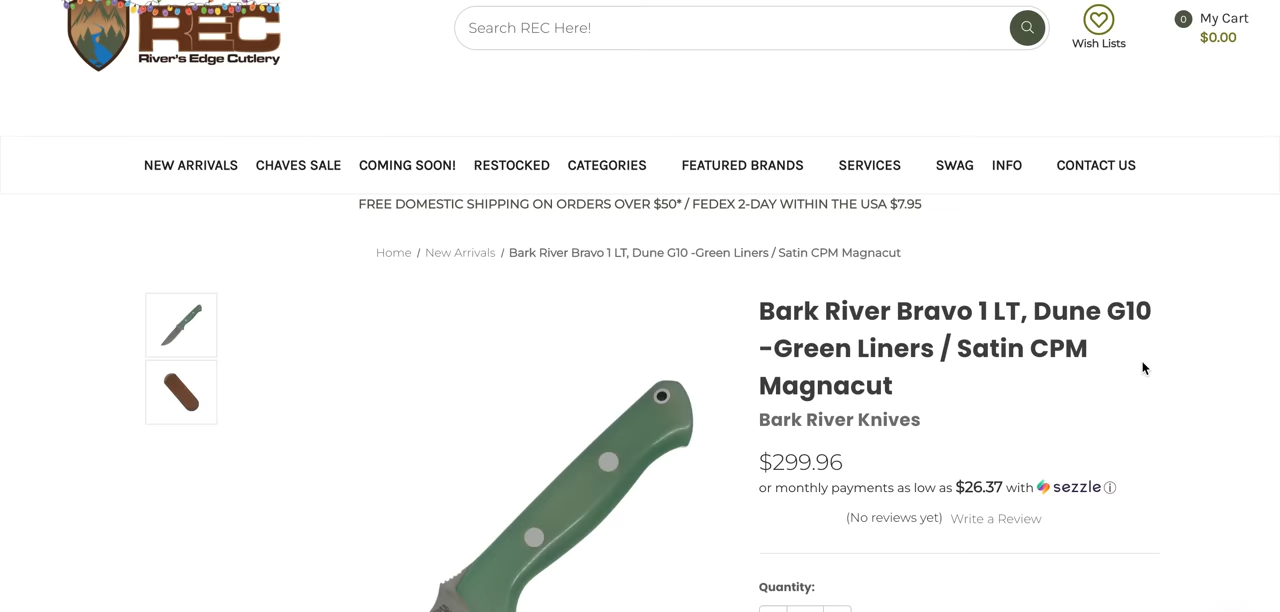 REC
River's Edge Cutlery
Search REC Here!
Wish Lists
0 My Cart
$0.00
NEW ARRIVALS CHAVES SALE COMING SOON! RESTOCKED CATEGORIES FEATURED BRANDS SERVICES SWAG INFO CONTACT US
FREE DOMESTIC SHIPPING ON ORDERS OVER $50* / FEDEX 2-DAY WITHIN THE USA $7.95
Home / New Arrivals / Bark River Bravo 1 LT, Dune G10 -Green Liners / Satin CPM Magnacut
Bark River Bravo 1 LT, Dune G10
-Green Liners / Satin CPM
Magnacut
Bark River Knives
$299.96
or monthly payments as low as $26.37 with sezzle
(No reviews yet) Write a Review
Quantity: